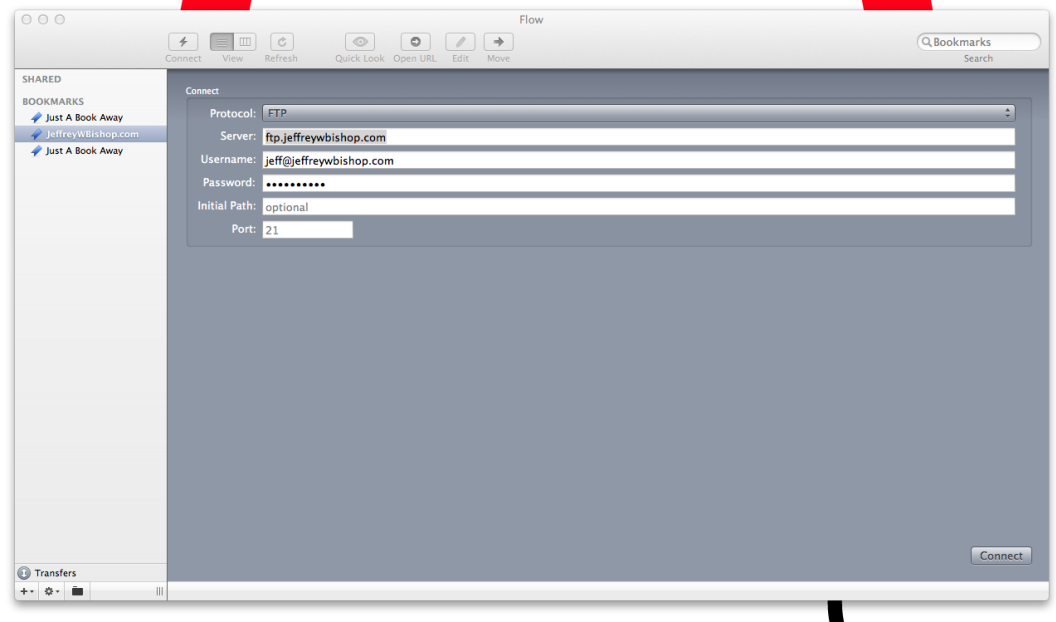 Flow
Connect View Refresh Quick Look Open URL Edit Move
Bookmarks
Search
SHARED
BOOKMARKS
Just A Book Away
JeffreyWBishop.com
Just A Book Away
Connect
Protocol: FTP
Server: ftp.jeffreywbishop.com
Username: jeff@jeffreywbishop.com
Password: ••••••••••
Initial Path: optional
Port: 21
Connect
Transfers